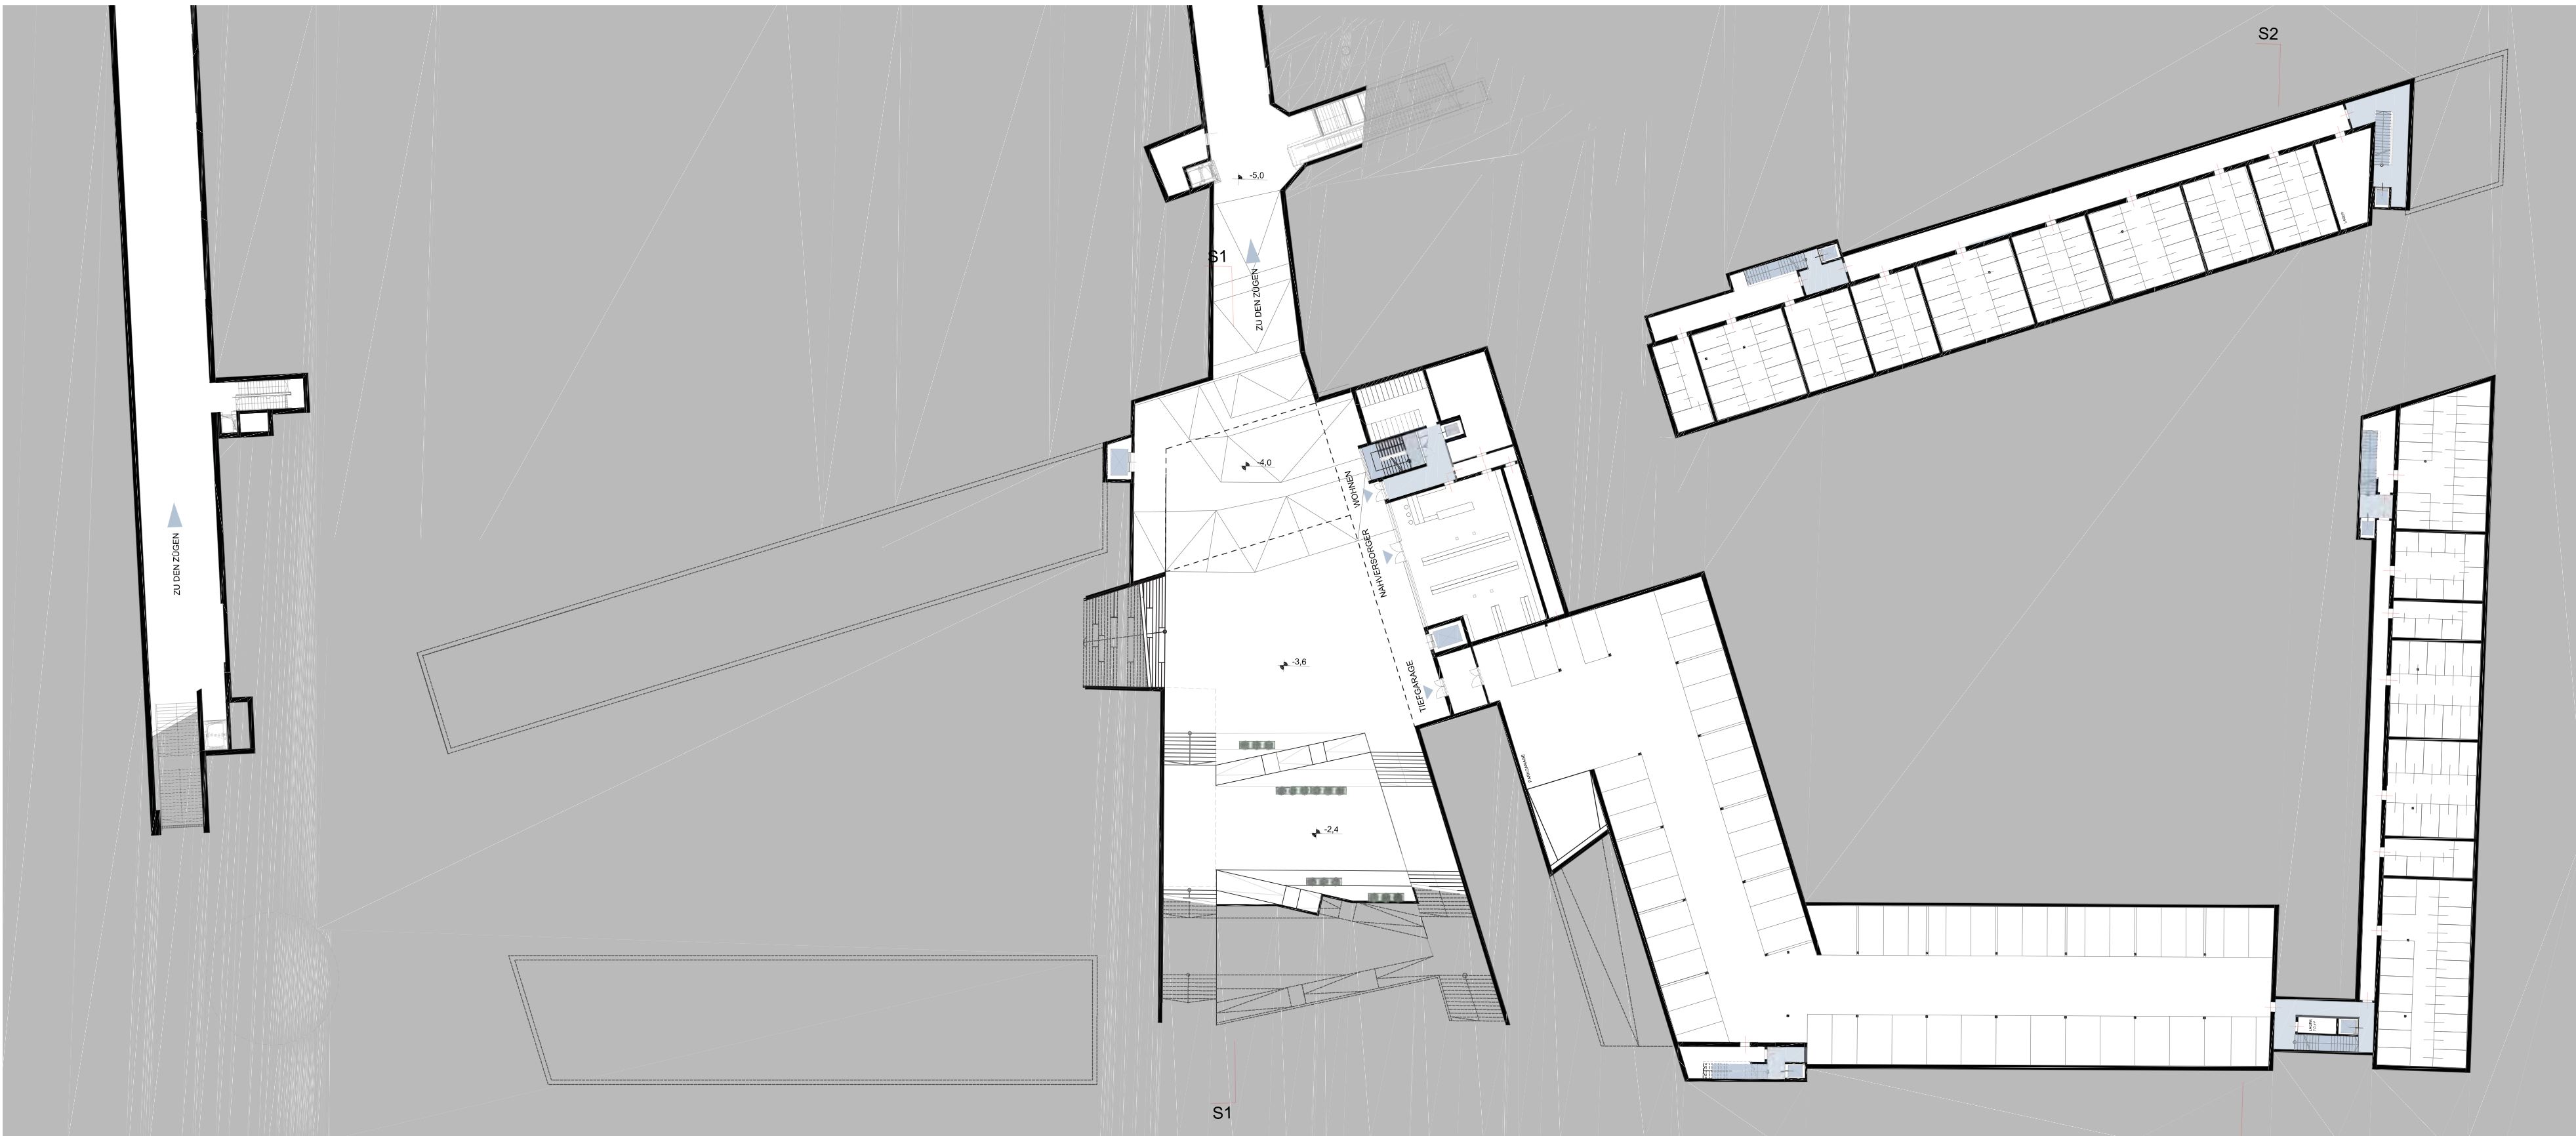 S2
-5,0
S1
ZU DEN ZÜGEN
-4,0
WOHNEN
NAHVERSORGER
ZU DEN ZÜGEN
-3,6
TIEFGARAGE
-2,4
S1